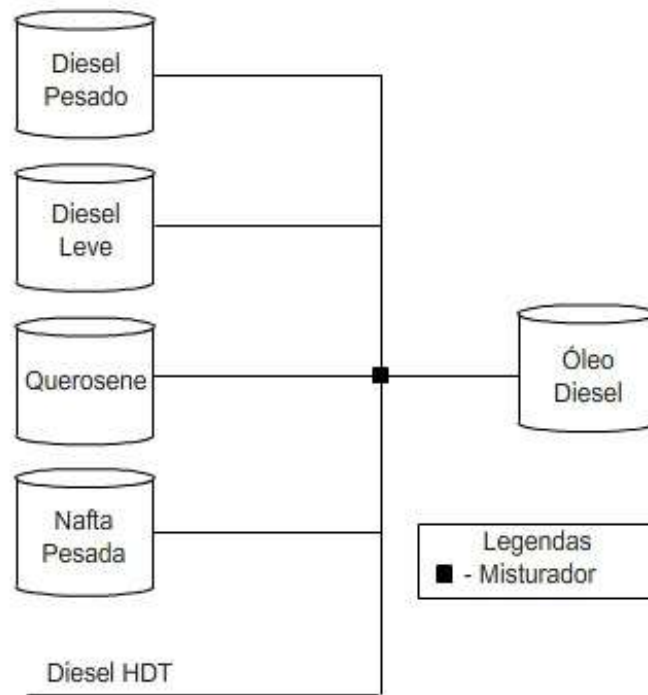 Diesel
Pesado
Diesel
Leve
Querosene
Óleo
Diesel
Nafta
Pesada
Legendas
- Misturador
Diesel HDT